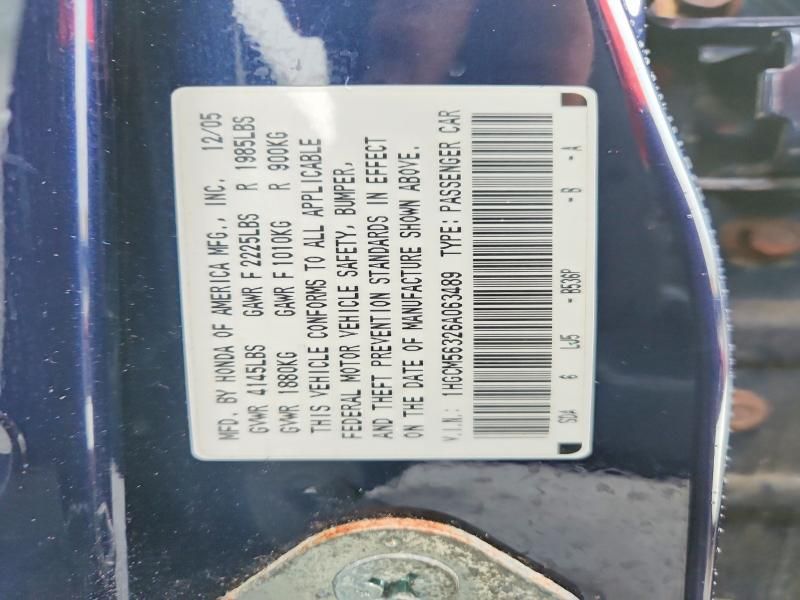 MFD. BY HONDA OF AMERICA MFG., INC. 12/05
GVWR 4145LBS GAWR F 2225LBS R 1985LBS
GVWR 1880KG GAWR F 1010KG R 900KG
THIS VEHICLE CONFORMS TO ALL APPLICABLE
FEDERAL MOTOR VEHICLE SAFETY, BUMPER,
AND THEFT PREVENTION STANDARDS IN EFFECT
ON THE DATE OF MANUFACTURE SHOWN ABOVE.
V.I.N.: 1HGCM56326A063489 TYPE: PASSENGER CAR
SDA 6 LJ5 -B536P -B -A